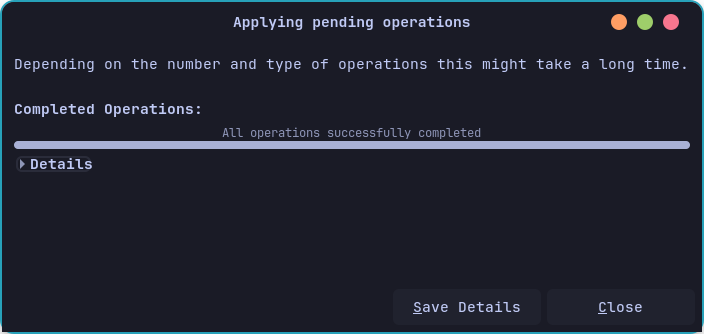 Applying pending operations
Depending on the number and type of operations this might take a long time.
Completed Operations:
All operations successfully completed
Details
Save Details
Close